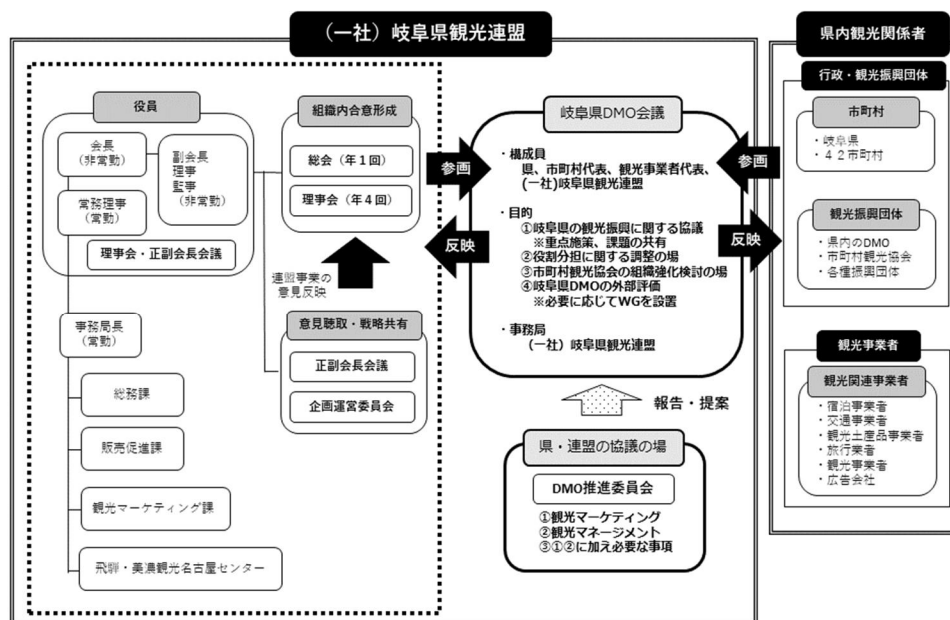 (一社)岐阜県観光連盟
役員
会長
(非常勤)
副会長
理事
監事
(非常勤)
常務理事
(常勤)
理事会・正副会長会議
事務局長
(常勤)
総務課
販売促進課
観光マーケティング課
飛騨・美濃観光名古屋センター
組織内合意形成
総会(年1回)
理事会(年4回)
連盟事業の
意見反映
意見聴取・戦略共有
正副会長会議
企画運営委員会
参画
反映
岐阜県DMO会議
・構成員
県、市町村代表、観光事業者代表、
(一社)岐阜県観光連盟
・目的
①岐阜県の観光振興に関する協議
※重点施策、課題の共有
②役割分担に関する調整の場
③市町村観光協会の組織強化検討の場
④岐阜県DMOの外部評価
※必要に応じてWGを設置
・事務局
(一社)岐阜県観光連盟
報告・提案
県・連盟の協議の場
DMO推進委員会
①観光マーケティング
②観光マネージメント
③①②に加え必要な事項
参画
反映
県内観光関係者
行政・観光振興団体
市町村
・岐阜県
・42市町村
観光振興団体
・県内のDMO
・市町村観光協会
・各種振興団体
観光事業者
観光関連事業者
・宿泊事業者
・交通事業者
・観光土産品事業者
・旅行業者
・観光事業者
・広告会社